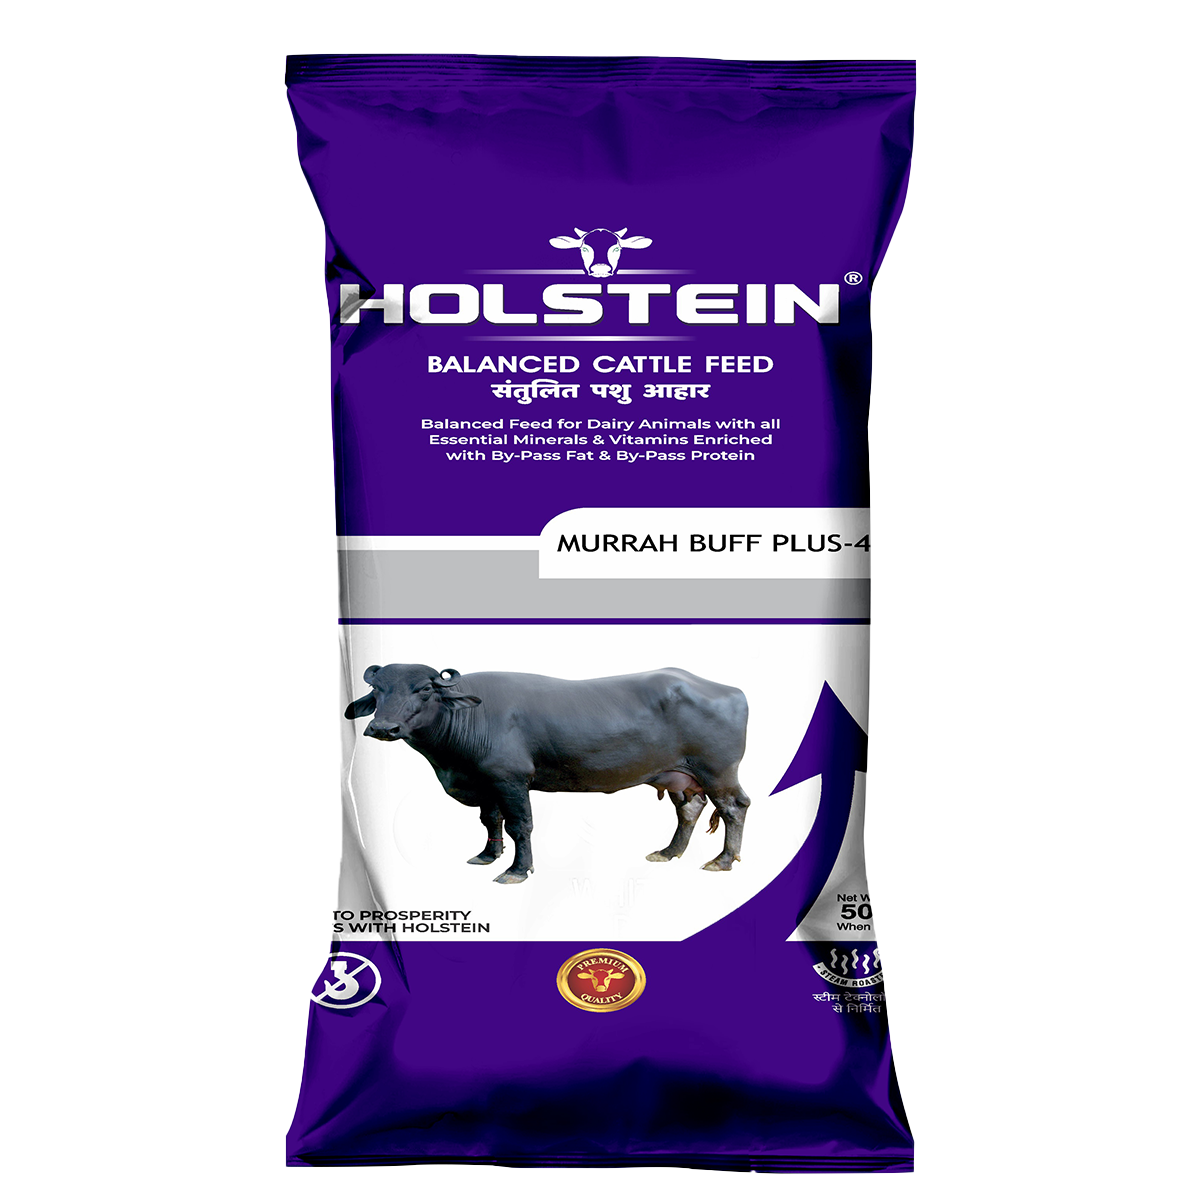 HOLSTEIN®
BALANCED CATTLE FEED
संतुलित पशु आहार
Balanced Feed for Dairy Animals with all
Essential Minerals & Vitamins Enriched
with By-Pass Fat & By-Pass Protein
MURRAH BUFF PLUS-4
Net
50
When
TO PROSPERITY
S WITH HOLSTEIN
PREMIUM
QUALITY
STEAM
स्टीम
से निर्मित